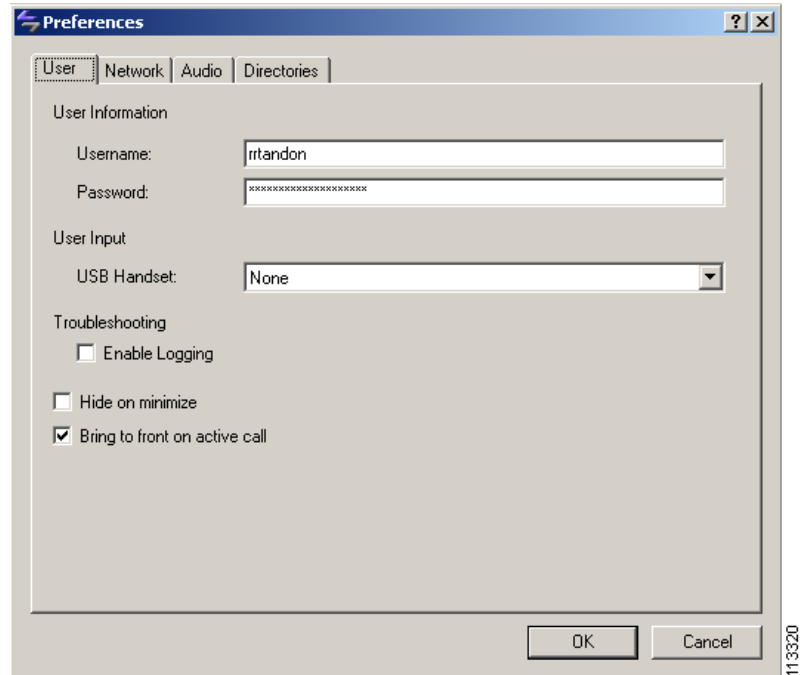 Preferences
User Network Audio Directories
User Information
Username: rrtandon
Password: ********************
User Input
USB Handset: None
Troubleshooting
Enable Logging
Hide on minimize
Bring to front on active call
OK Cancel
113320